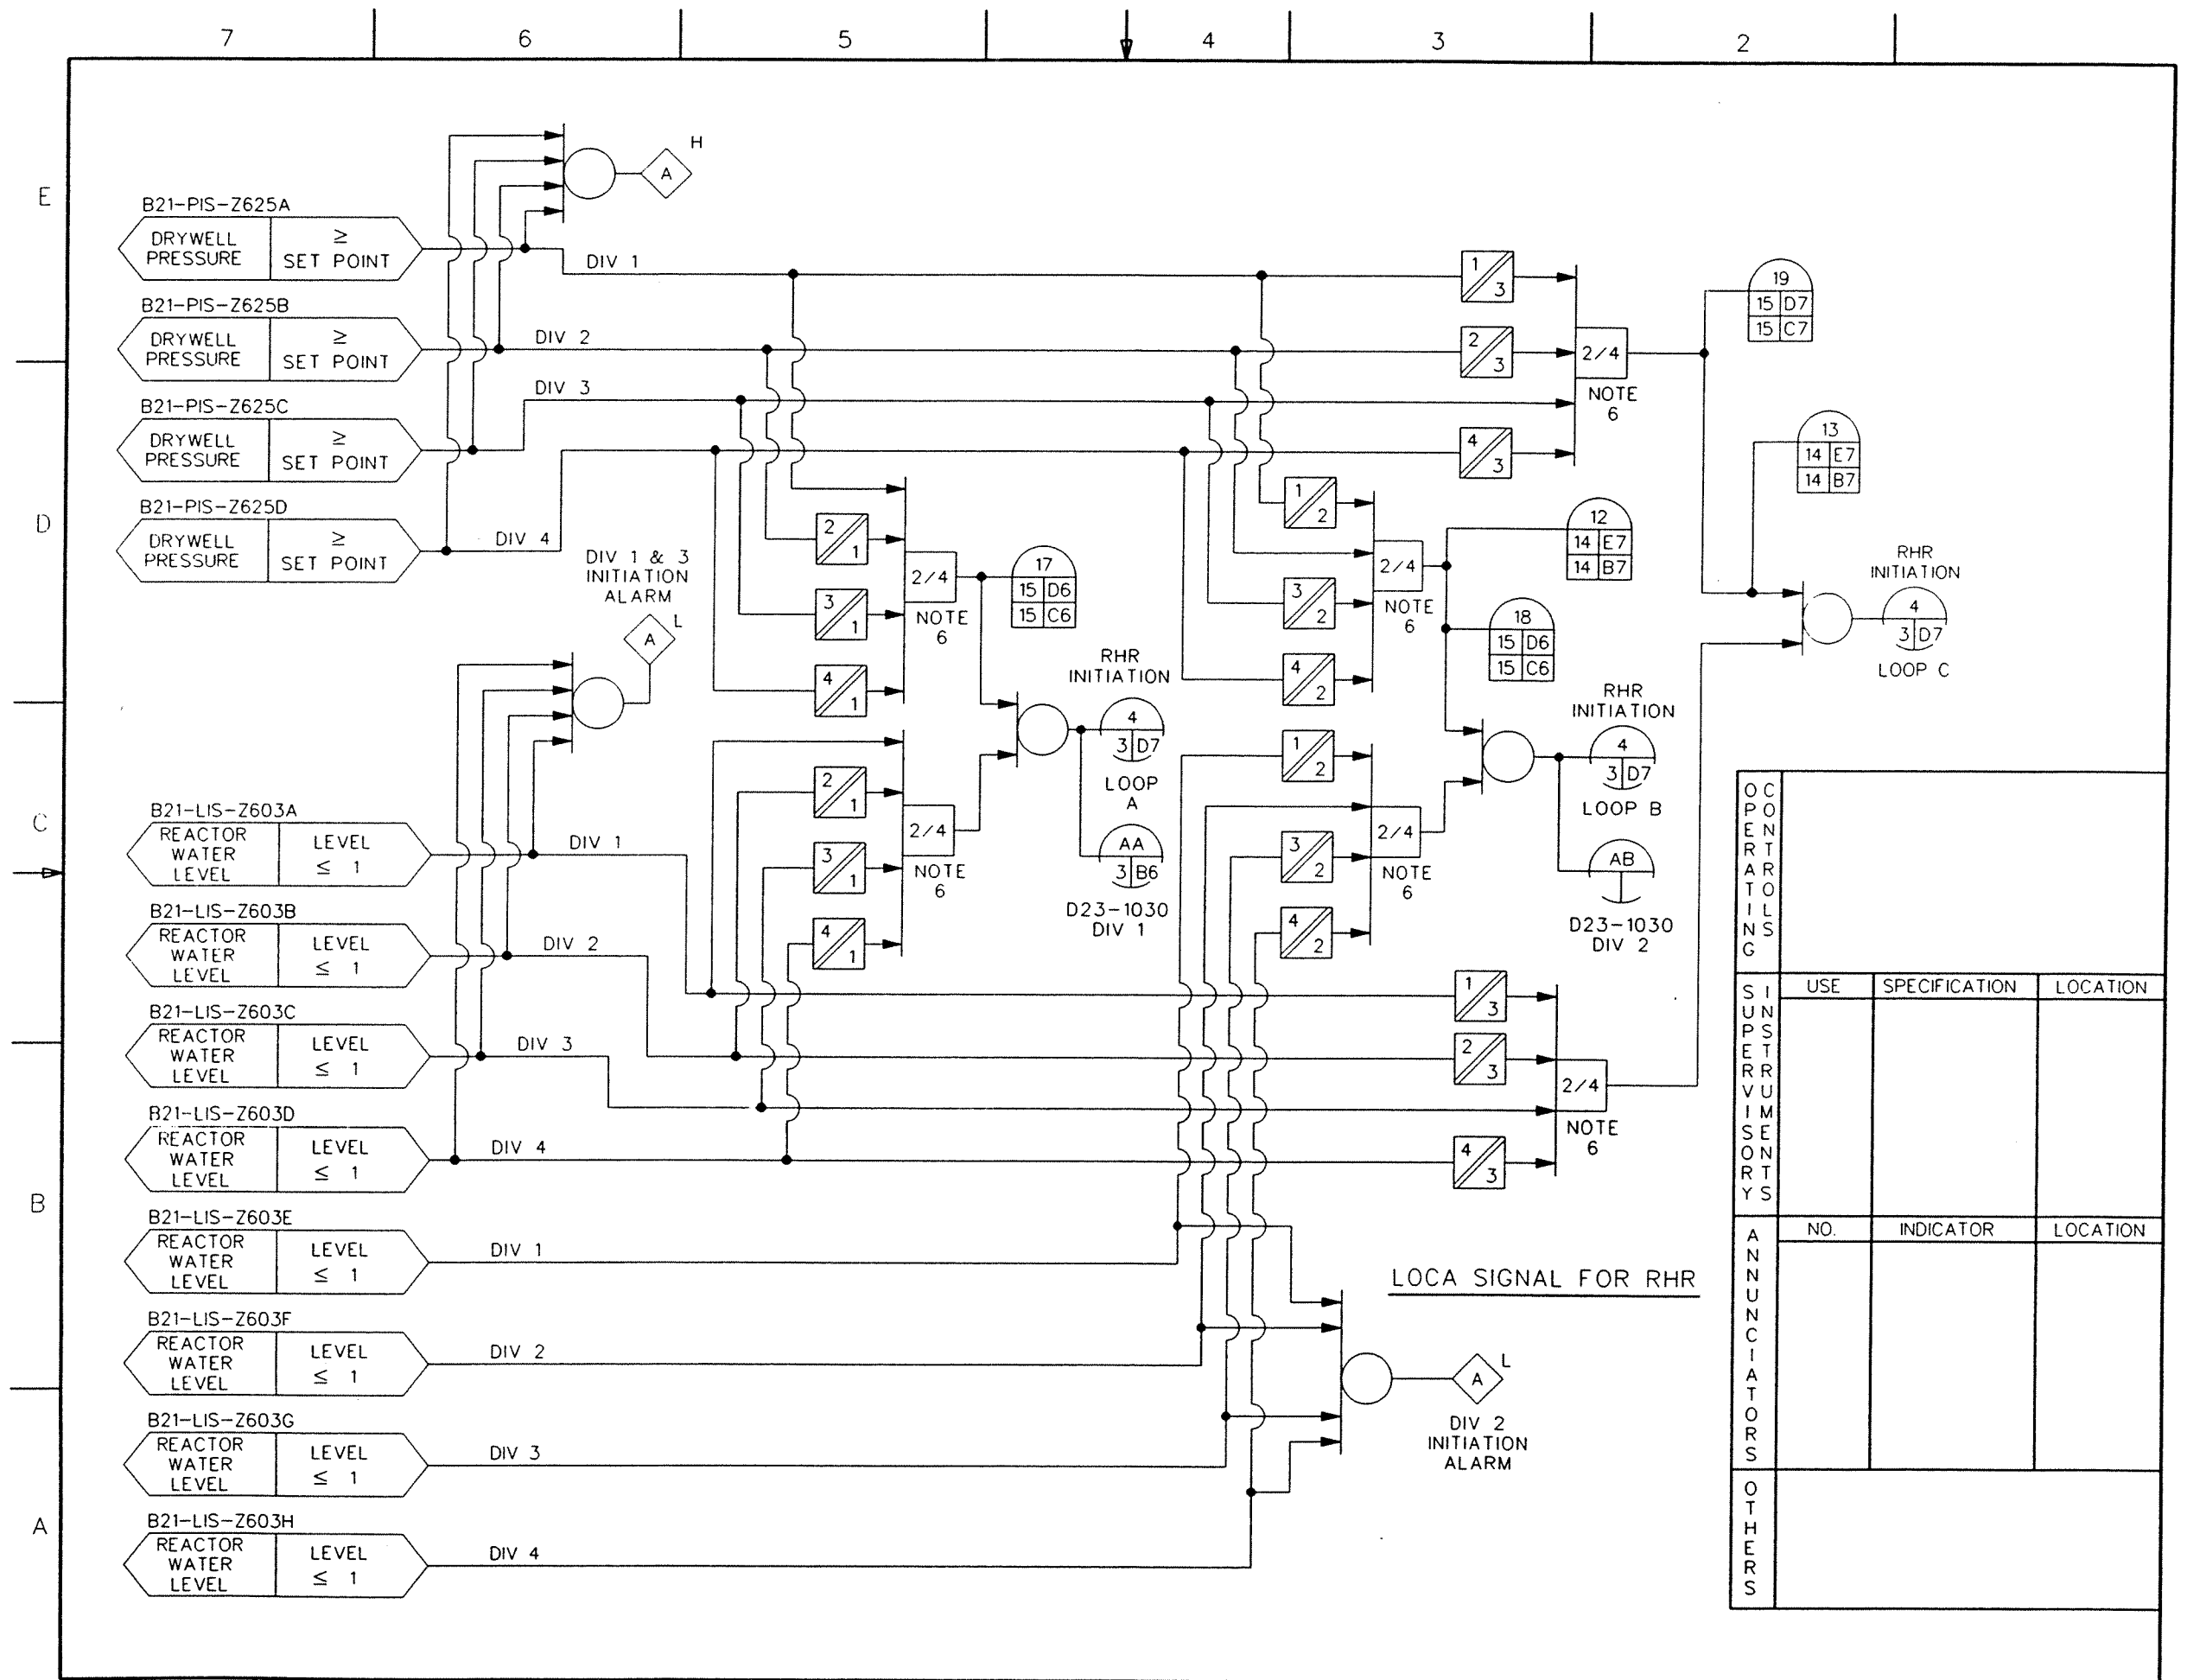 7 6 5 4 3 2
E
D
C
B
A
H
A
B21-PIS-Z625A
DRYWELL PRESSURE
≥ SET POINT
DIV 1
B21-PIS-Z625B
DRYWELL PRESSURE
≥ SET POINT
DIV 2
B21-PIS-Z625C
DRYWELL PRESSURE
≥ SET POINT
DIV 3
B21-PIS-Z625D
DRYWELL PRESSURE
≥ SET POINT
DIV 4
1 3
2 3
4 3
2/4
NOTE 6
19
15 D7
15 C7
13
14 E7
14 B7
RHR INITIATION
4
3 D7
LOOP C
DIV 1 & 3
INITIATION
ALARM
A L
2 1
3 1
4 1
2/4
NOTE 6
17
15 D6
15 C6
1 2
3 2
4 2
2/4
NOTE 6
12
14 E7
14 B7
18
15 D6
15 C6
RHR INITIATION
4
3 D7
LOOP A
AA
3 B6
D23-1030
DIV 1
RHR INITIATION
4
3 D7
LOOP B
AB
D23-1030
DIV 2
2 1
3 1
4 1
2/4
NOTE 6
1 2
3 2
4 2
2/4
NOTE 6
B21-LIS-Z603A
REACTOR WATER LEVEL
LEVEL ≤ 1
DIV 1
B21-LIS-Z603B
REACTOR WATER LEVEL
LEVEL ≤ 1
DIV 2
B21-LIS-Z603C
REACTOR WATER LEVEL
LEVEL ≤ 1
DIV 3
B21-LIS-Z603D
REACTOR WATER LEVEL
LEVEL ≤ 1
DIV 4
1 3
2 3
4 3
2/4
NOTE 6
B21-LIS-Z603E
REACTOR WATER LEVEL
LEVEL ≤ 1
DIV 1
B21-LIS-Z603F
REACTOR WATER LEVEL
LEVEL ≤ 1
DIV 2
B21-LIS-Z603G
REACTOR WATER LEVEL
LEVEL ≤ 1
DIV 3
B21-LIS-Z603H
REACTOR WATER LEVEL
LEVEL ≤ 1
DIV 4
LOCA SIGNAL FOR RHR
A L
DIV 2
INITIATION
ALARM
OPERATING CONTROLS
SUPERVISORY INSTRUMENTS
USE SPECIFICATION LOCATION
ANNUNCIATORS
NO. INDICATOR LOCATION
OTHERS